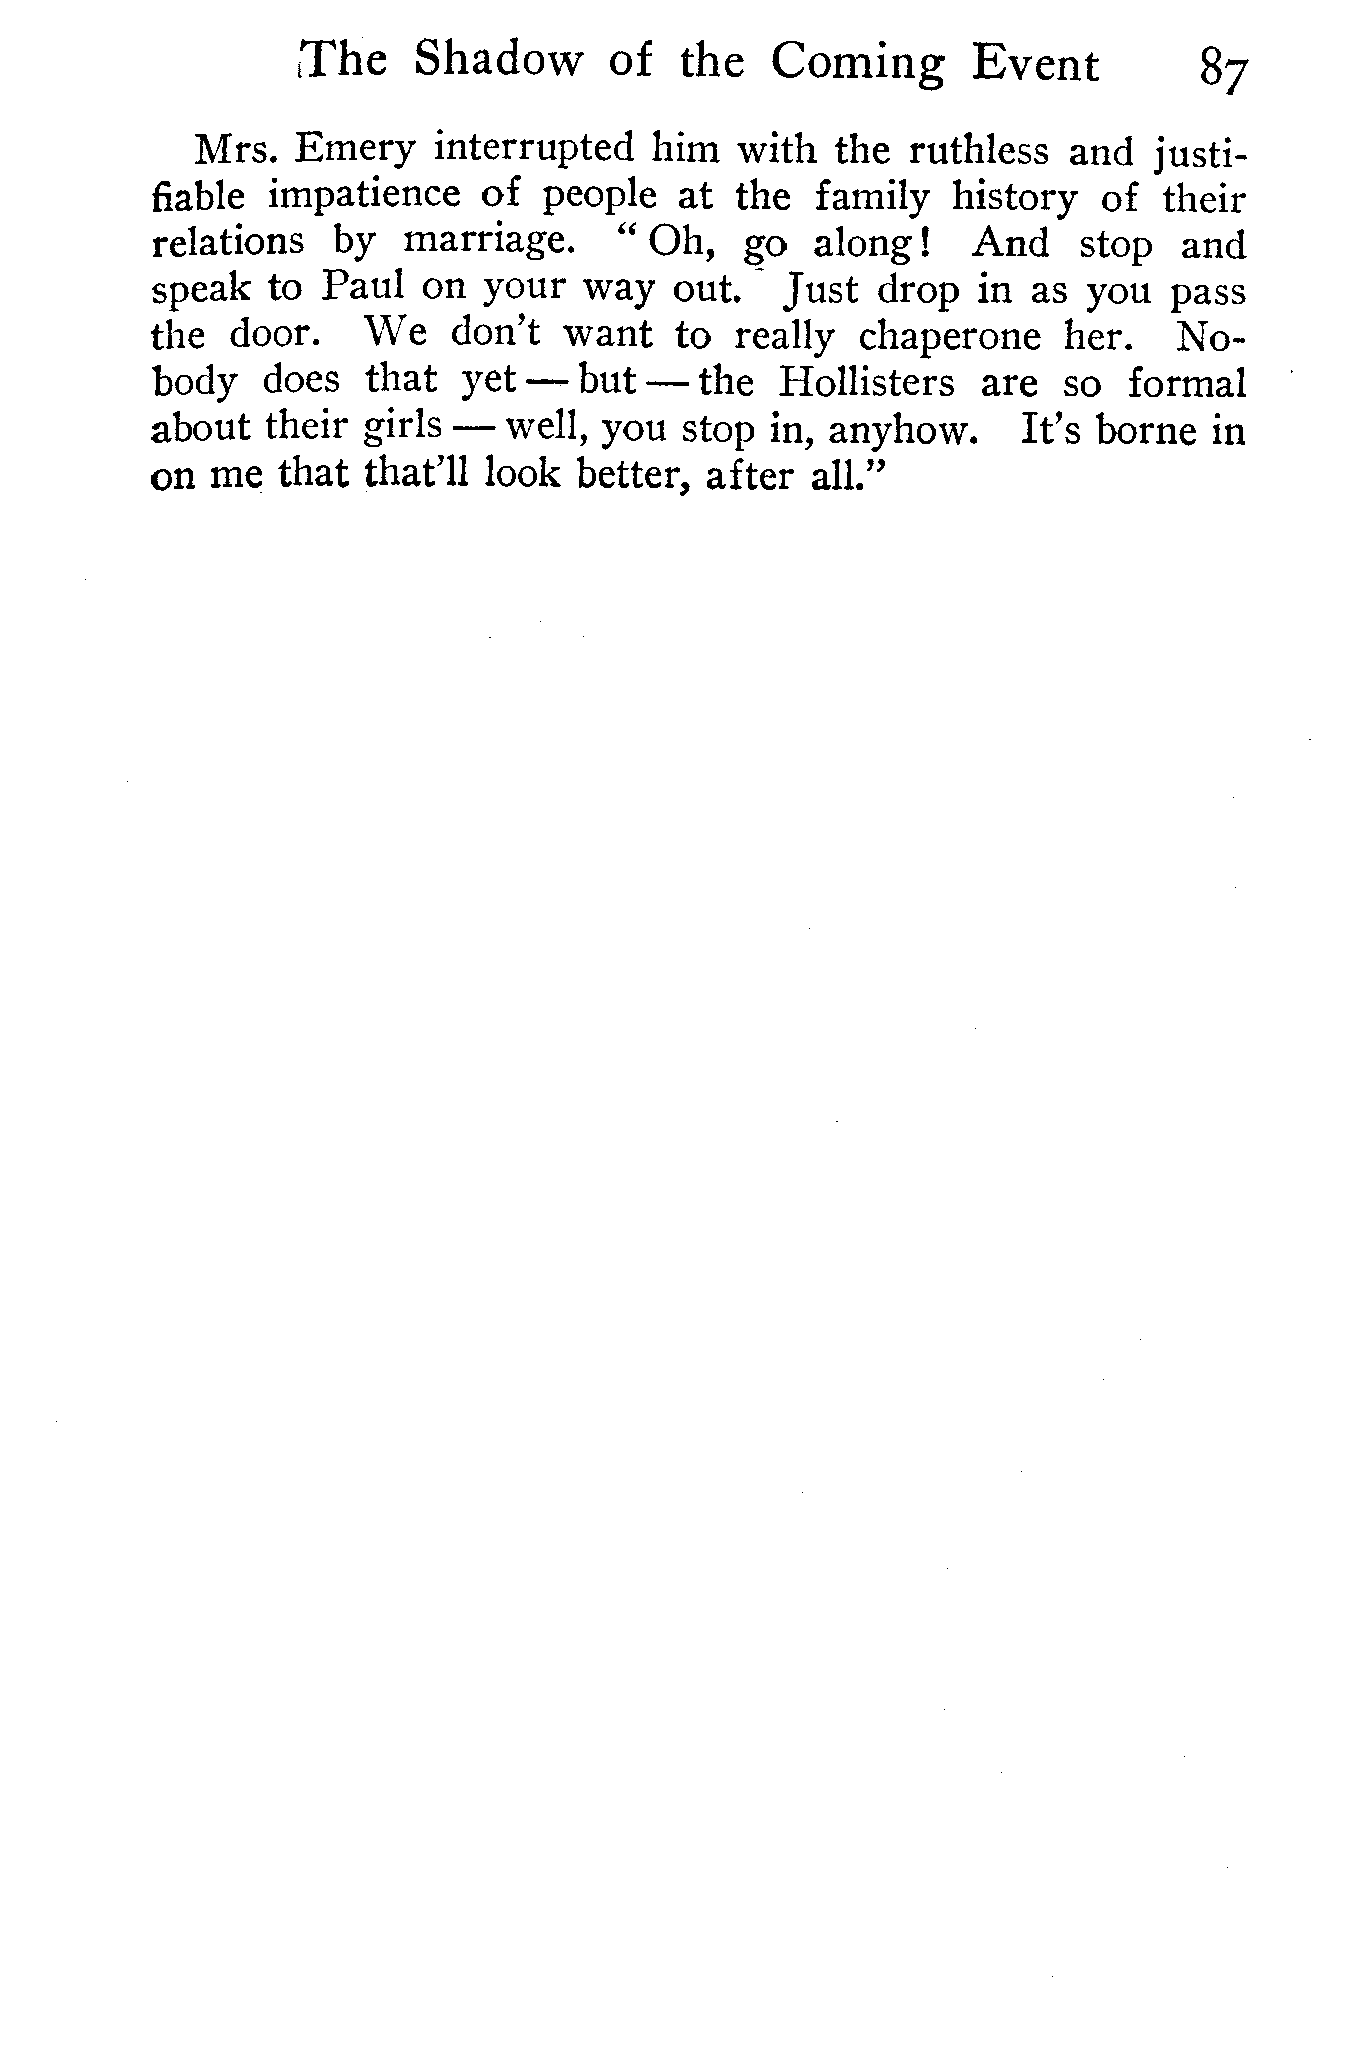 The Shadow of the Coming Event 87
Mrs. Emery interrupted him with the ruthless and justi-
fiable impatience of people at the family history of their
relations by marriage. “ Oh, go along! And stop and
speak to Paul on your way out. Just drop in as you pass
the door. We don’t want to really chaperone her. No-
body does that yet — but — the Hollisters are so formal
about their girls — well, you stop in, anyhow. It’s borne in
on me that that’ll look better, after all.”